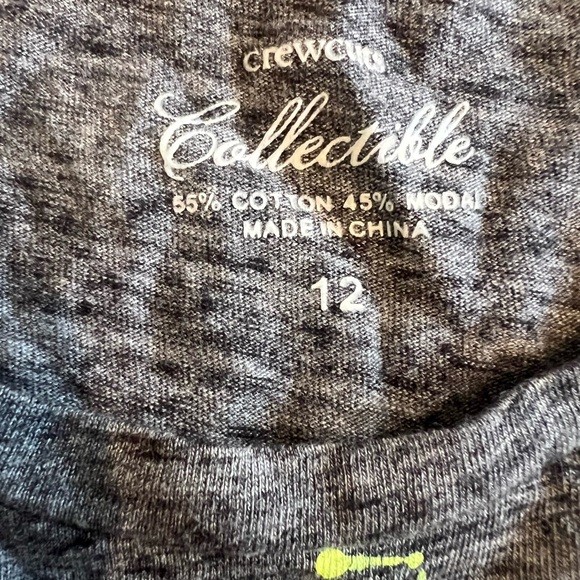 crewcuts
Collectible
55% COTTON 45% MODAL
MADE IN CHINA
12